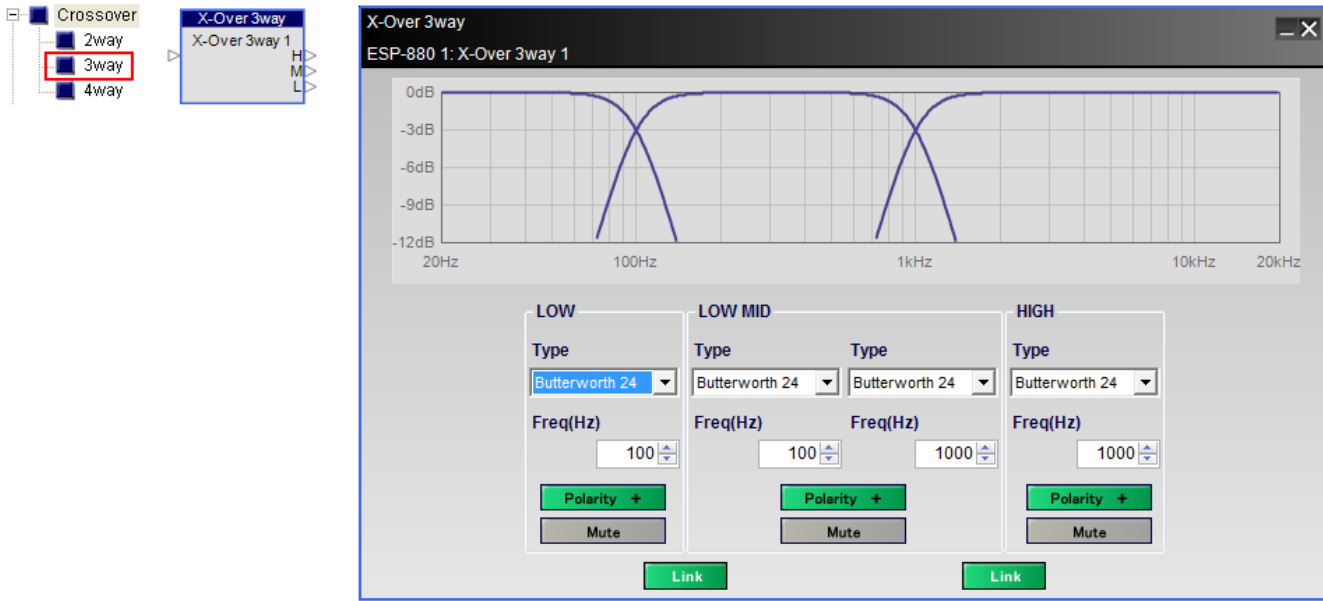 Crossover
2way
3way
4way
X-Over 3way
X-Over 3way 1
H
M
L
X-Over 3way
ESP-880 1: X-Over 3way 1
0dB
-3dB
-6dB
-9dB
-12dB
20Hz 100Hz 1kHz 10kHz 20kHz
LOW LOW MID HIGH
Type Type Type Type
Butterworth 24 Butterworth 24 Butterworth 24 Butterworth 24
Freq(Hz) Freq(Hz) Freq(Hz) Freq(Hz)
100 100 1000 1000
Polarity + Polarity + Polarity +
Mute Mute Mute
Link Link